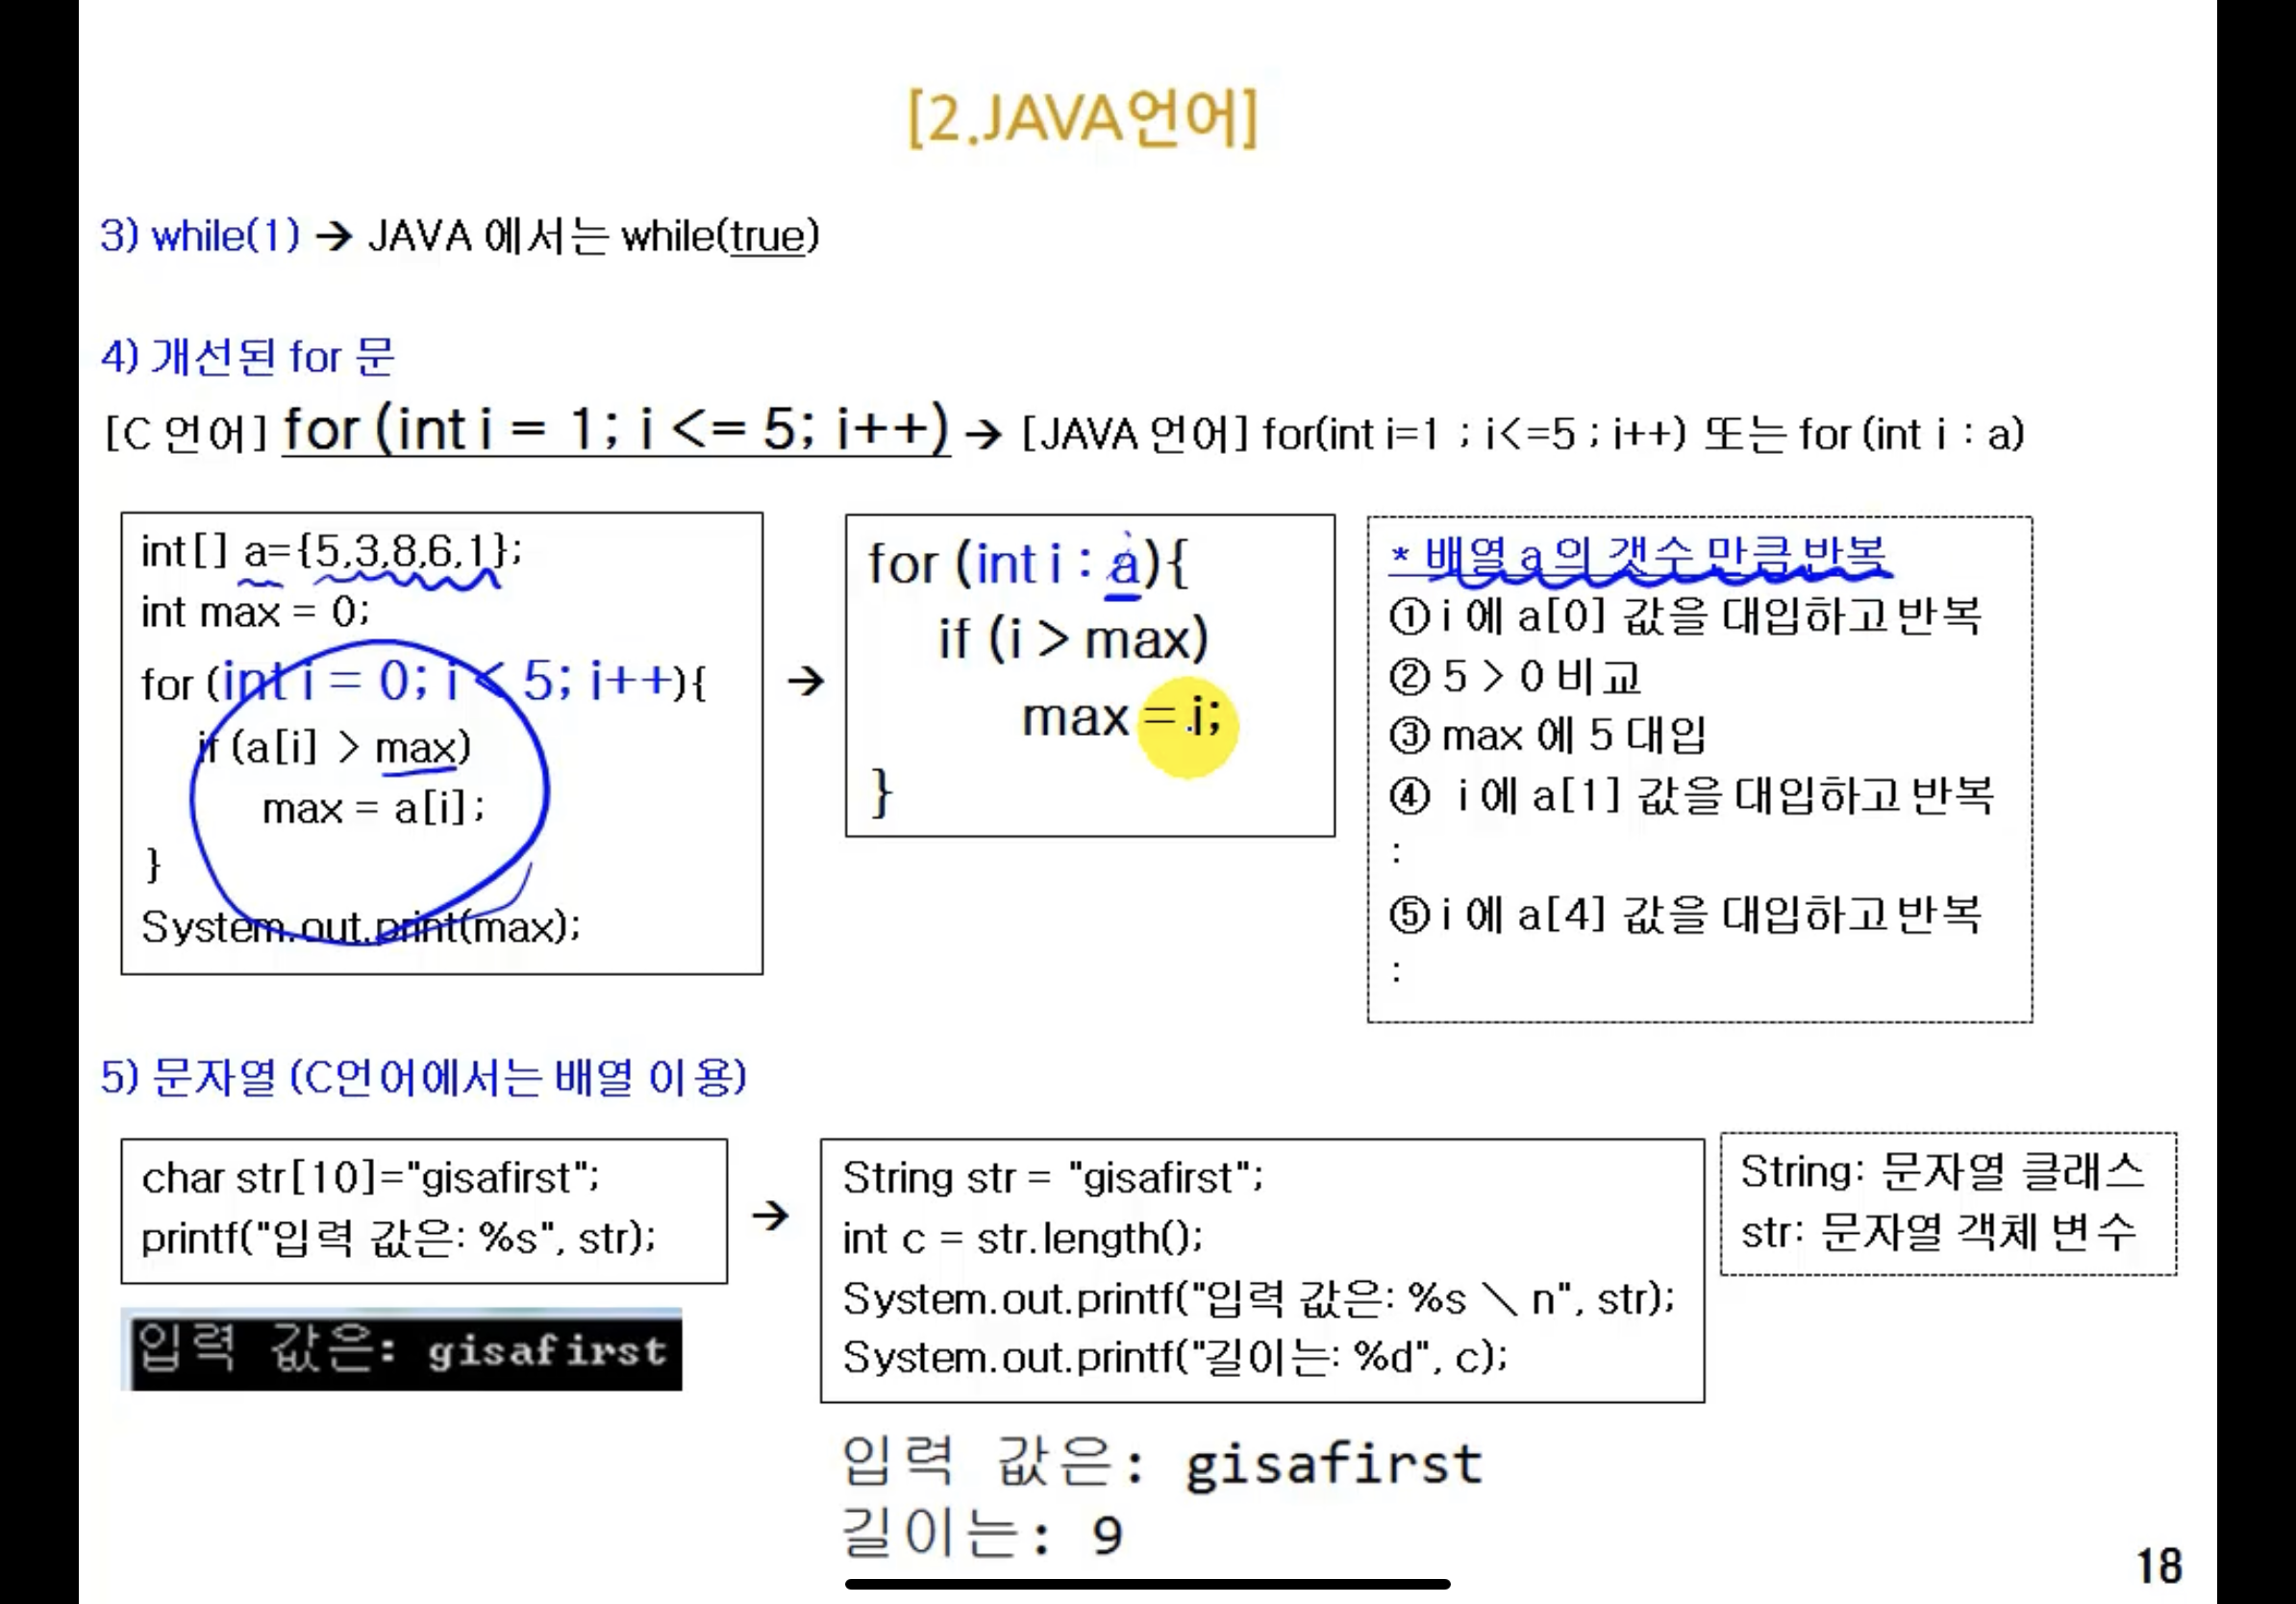 [2.JAVA언어]
3) while(1) → JAVA 에서는 while(true)
4) 개선된 for 문
[C 언어] for (int i = 1; i <= 5; i++) → [JAVA 언어] for(int i=1 ; i<=5 ; i++) 또는 for (int i : a)
int[] a={5,3,8,6,1};
int max = 0;
for (int i = 0; i < 5; i++){
if (a[i] > max)
max = a[i];
}
System.out.print(max);
→
for (int i : a){
if (i > max)
max = i;
}
* 배열 a 의 갯수 만큼 반복
① i 에 a[0] 값을 대입하고 반복
② 5 > 0 비교
③ max 에 5 대입
④ i 에 a[1] 값을 대입하고 반복
:
⑤ i 에 a[4] 값을 대입하고 반복
:
5) 문자열 (C언어에서는 배열 이용)
char str[10]="gisafirst";
printf("입력 값은: %s", str);
입력 값은: gisafirst
→
String str = "gisafirst";
int c = str.length();
System.out.printf("입력 값은: %s \ n", str);
System.out.printf("길이는: %d", c);
String: 문자열 클래스
str: 문자열 객체 변수
입력 값은: gisafirst
길이는: 9
18